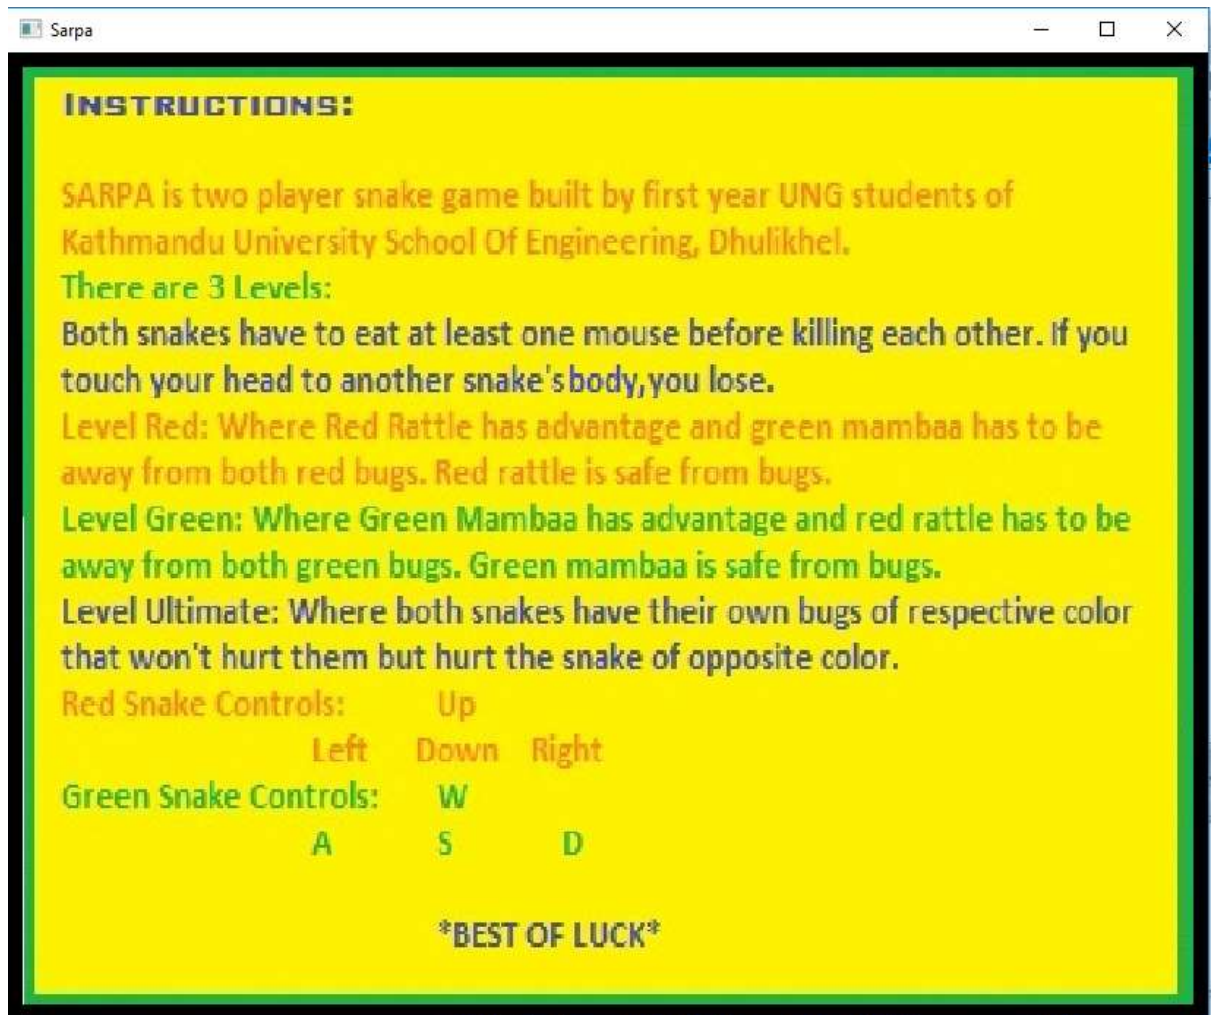 Sarpa
INSTRUCTIONS:
SARPA is two player snake game built by first year UNG students of
Kathmandu University School Of Engineering, Dhulikhel.
There are 3 Levels:
Both snakes have to eat at least one mouse before killing each other. If you
touch your head to another snake's body, you lose.
Level Red: Where Red Rattle has advantage and green mambaa has to be
away from both red bugs. Red rattle is safe from bugs.
Level Green: Where Green Mambaa has advantage and red rattle has to be
away from both green bugs. Green mambaa is safe from bugs.
Level Ultimate: Where both snakes have their own bugs of respective color
that won't hurt them but hurt the snake of opposite color.
Red Snake Controls: Up
Left Down Right
Green Snake Controls: W
A S D
*BEST OF LUCK*